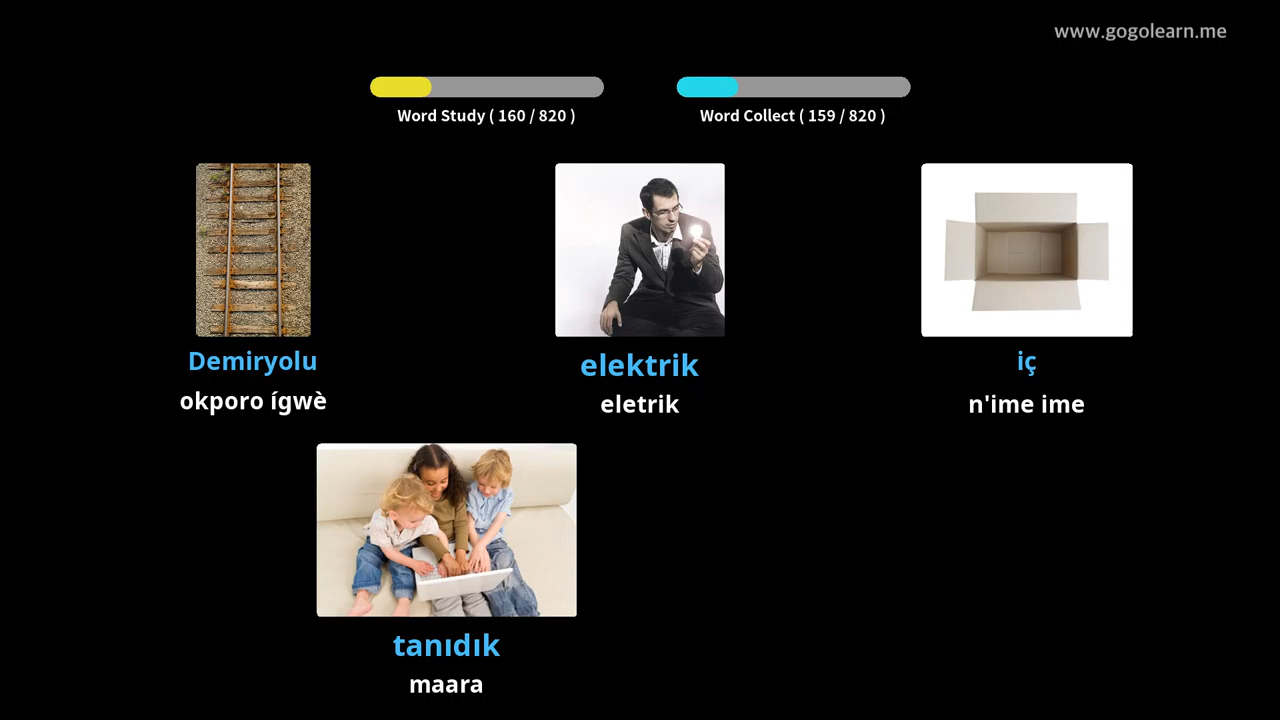 www.gogolearn.me
Word Study ( 160 / 820 )
Word Collect ( 159 / 820 )
Demiryolu
okporo ígwè
elektrik
eletrik
iç
n'ime ime
tanıdık
maara